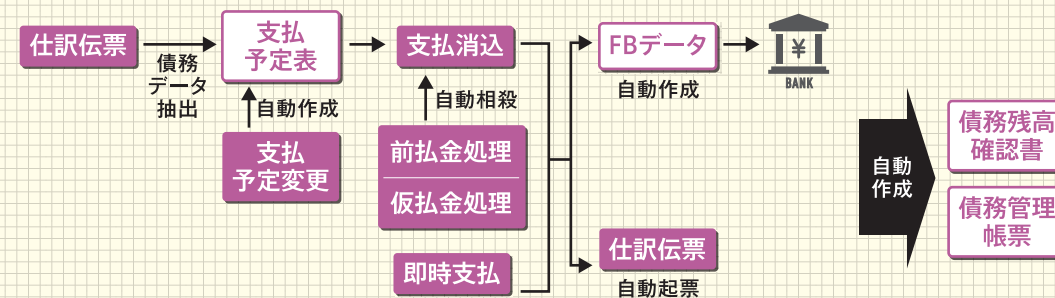 仕訳伝票
債務
データ
抽出
支払
予定表
自動作成
支払
予定変更
支払消込
自動相殺
前払金処理
仮払金処理
即時支払
FBデータ
自動作成
¥
BANK
仕訳伝票
自動起票
自動
作成
債務残高
確認書
債務管理
帳票